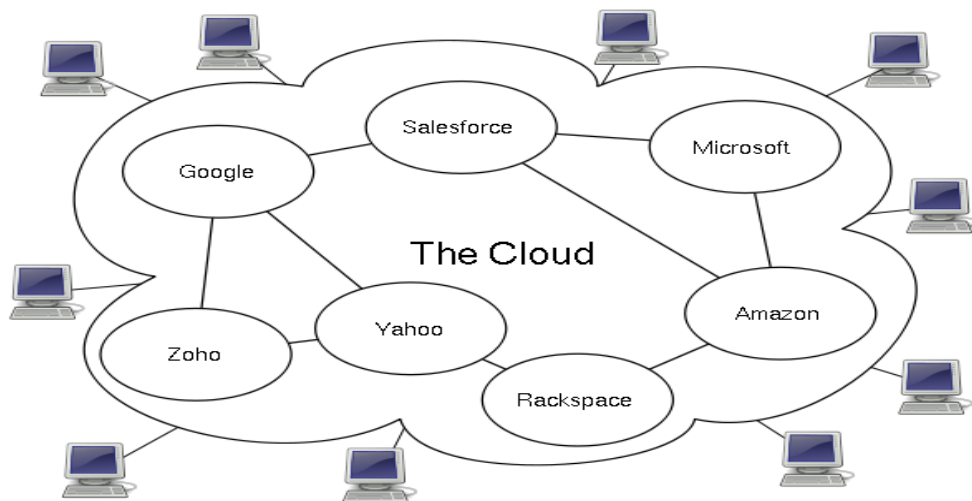 Salesforce
Microsoft
Google
The Cloud
Amazon
Yahoo
Zoho
Rackspace